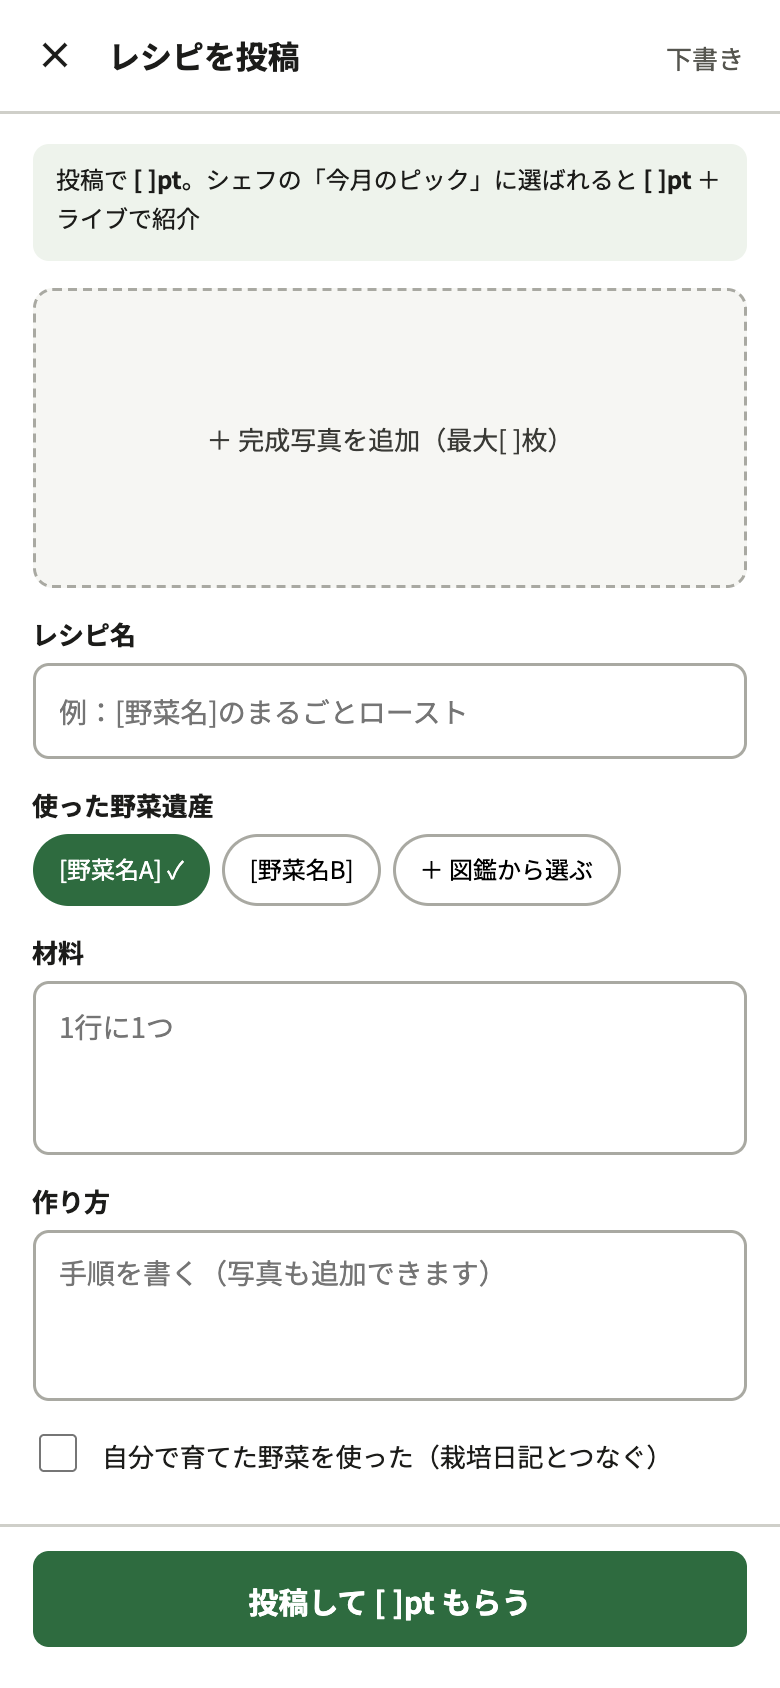 ✕ レシピを投稿 下書き
投稿で [ ]pt。シェフの「今月のピック」に選ばれると [ ]pt ＋
ライブで紹介
＋ 完成写真を追加（最大[ ]枚）
レシピ名
例：[野菜名]のまるごとロースト
使った野菜遺産
[野菜名A] ✓ [野菜名B] ＋ 図鑑から選ぶ
材料
1行に1つ
作り方
手順を書く（写真も追加できます）
自分で育てた野菜を使った（栽培日記とつなぐ）
投稿して [ ]pt もらう